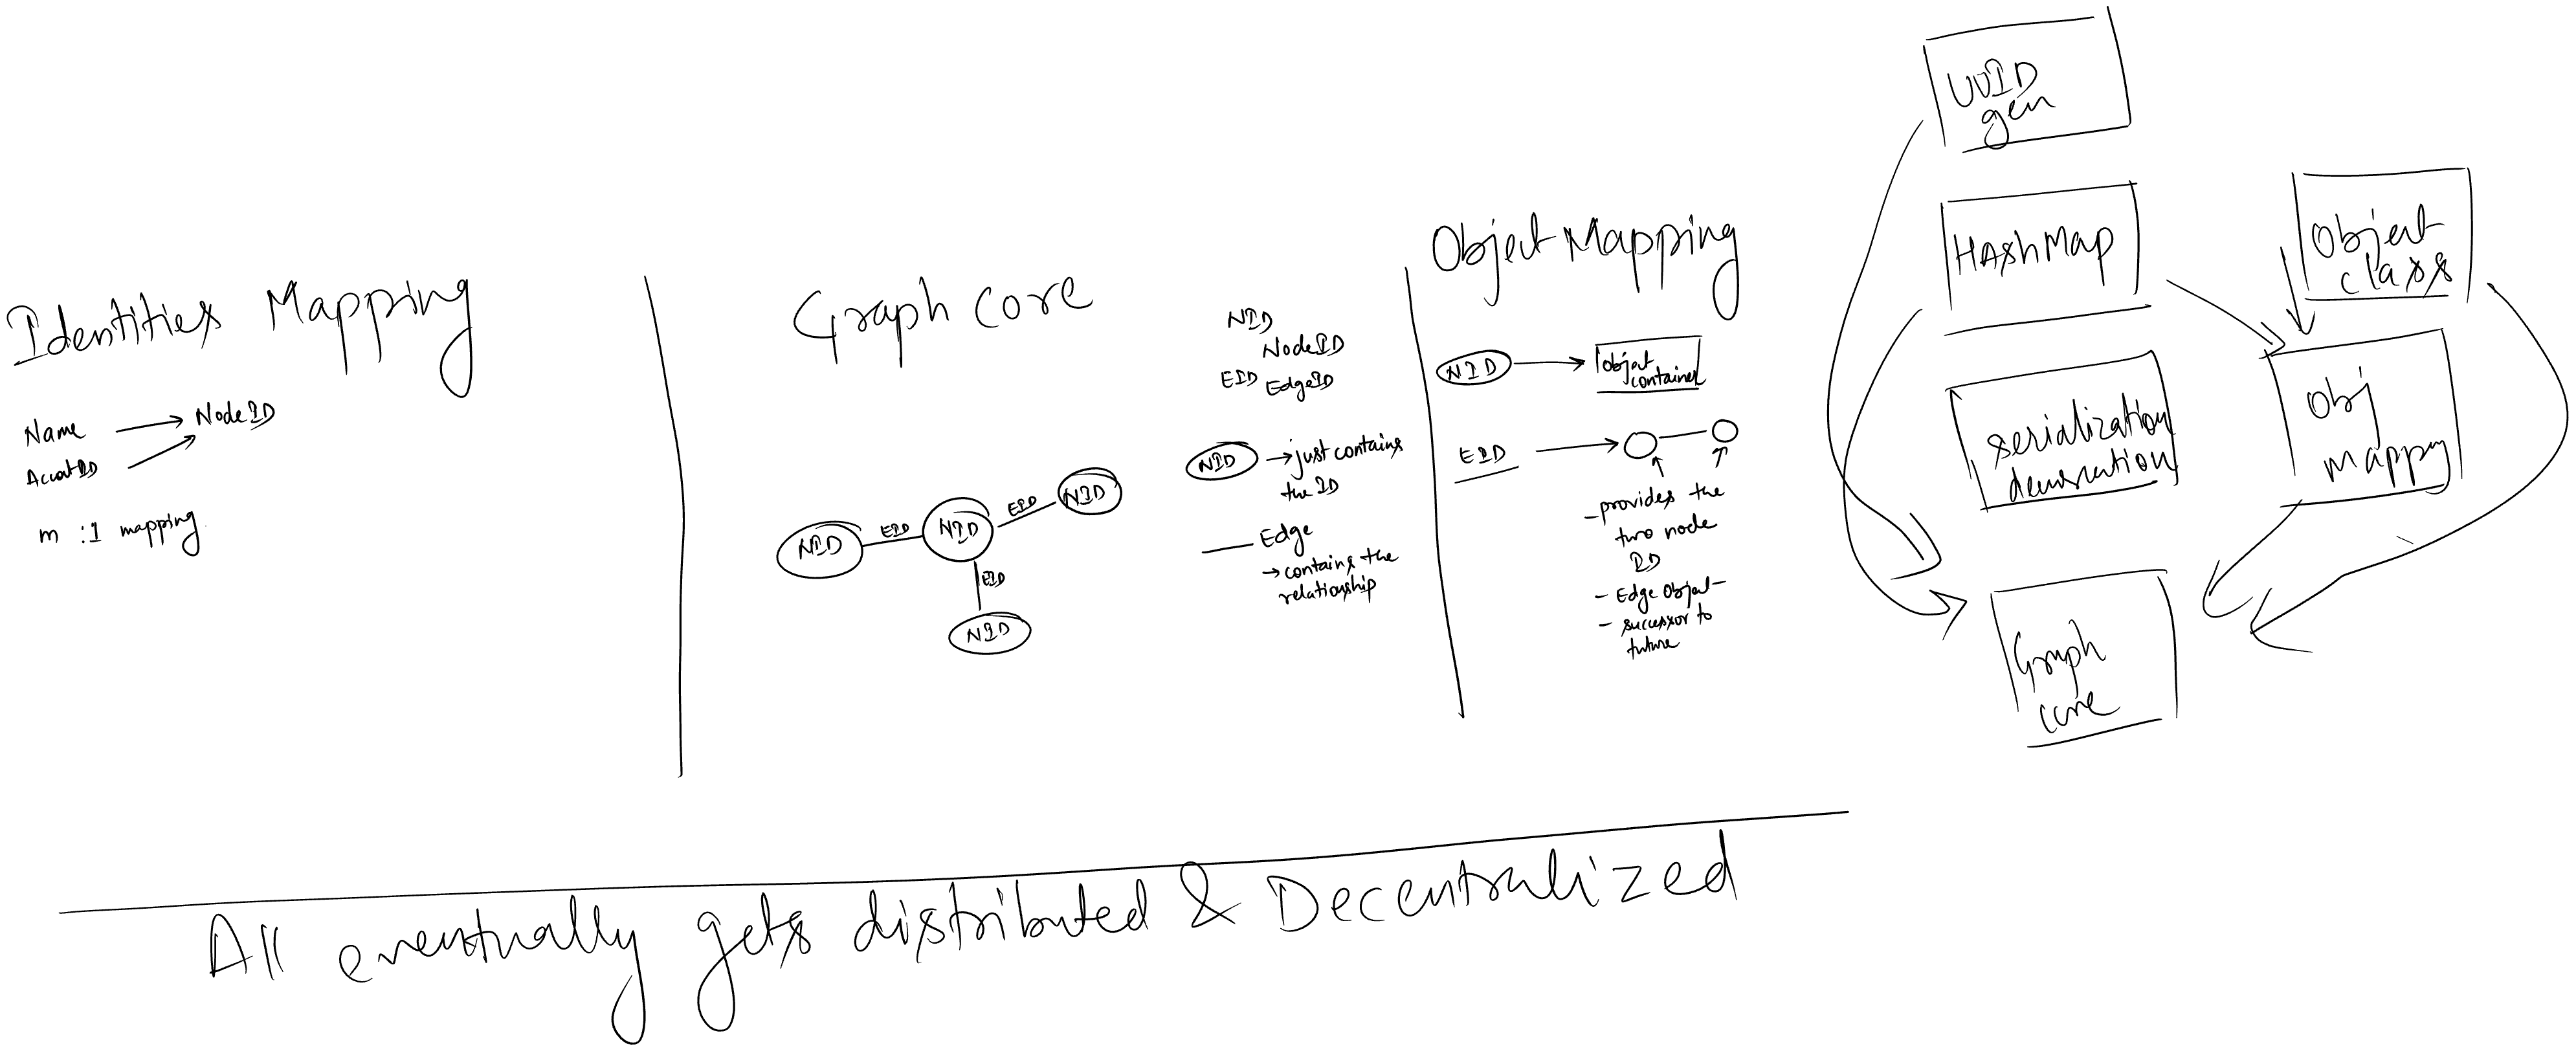 Identities Mapping
Name
NodeID
m :1 mapping
Graph Core
NID
NodeID
EID EdgeID
NID
EID
NID
EID
NID
EID
NID
NID
just contains
the ID
Edge
contains the
relationship
Object Mapping
NID
object
container
EID
- provides the
two node
ID
- Edge Object -
- successor to
future
UUID
gen
HAshMap
serialization
Object
class
Obj
Mappy
Graph
core
All eventually gets distributed & Decentralized